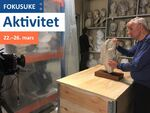 FOKUSUKE
Aktivitet
22.–26. mars